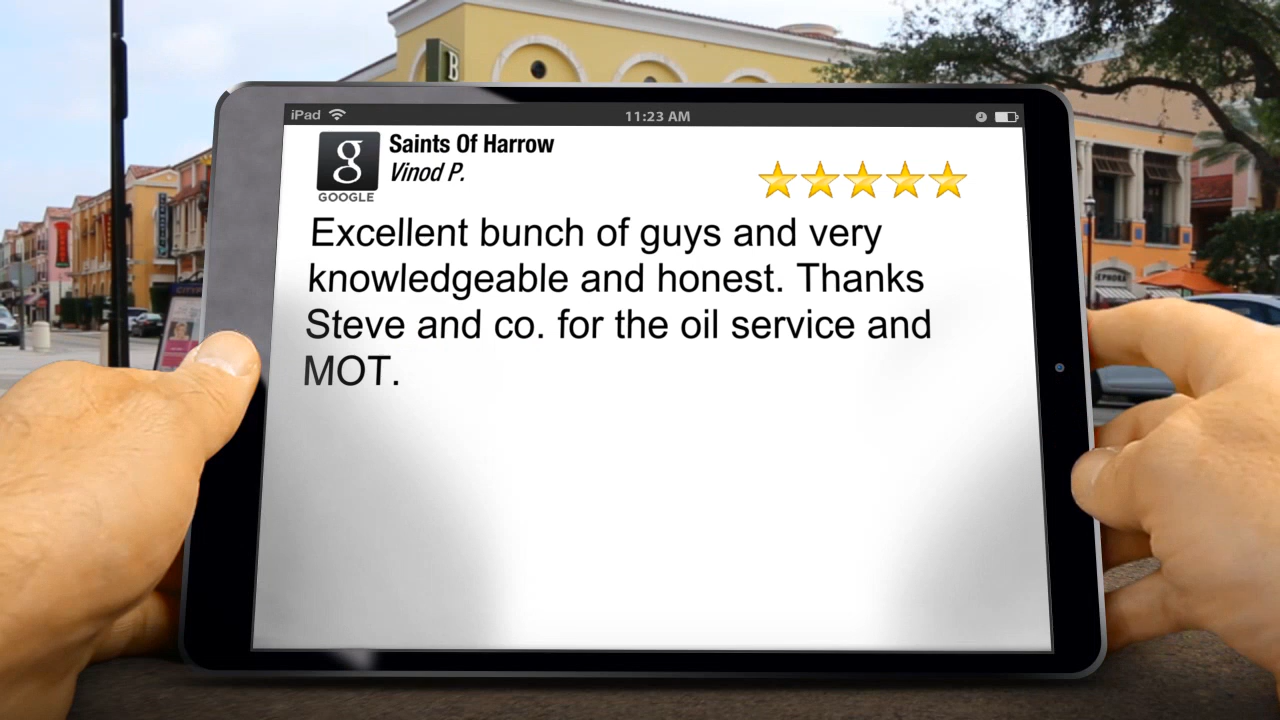 B
iPad 11:23 AM
g
GOOGLE
Saints Of Harrow
Vinod P.
Excellent bunch of guys and very
knowledgeable and honest. Thanks
Steve and co. for the oil service and
MOT.
SEPHORA